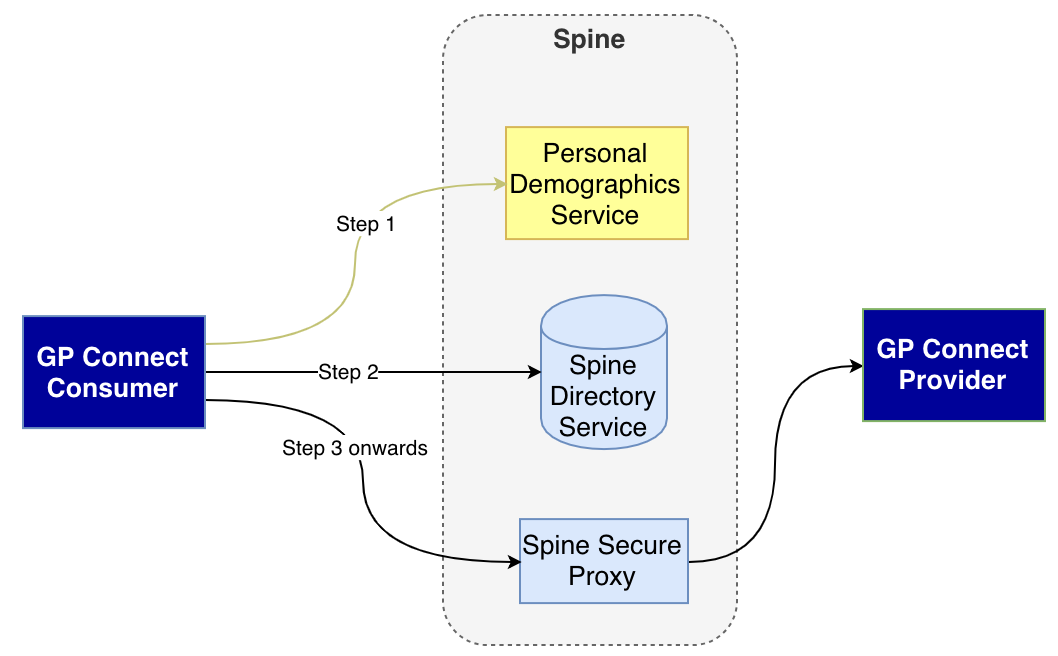 Spine
Personal
Demographics
Service
Step 1
GP Connect
Consumer
Step 2
Spine
Directory
Service
GP Connect
Provider
Step 3 onwards
Spine Secure
Proxy